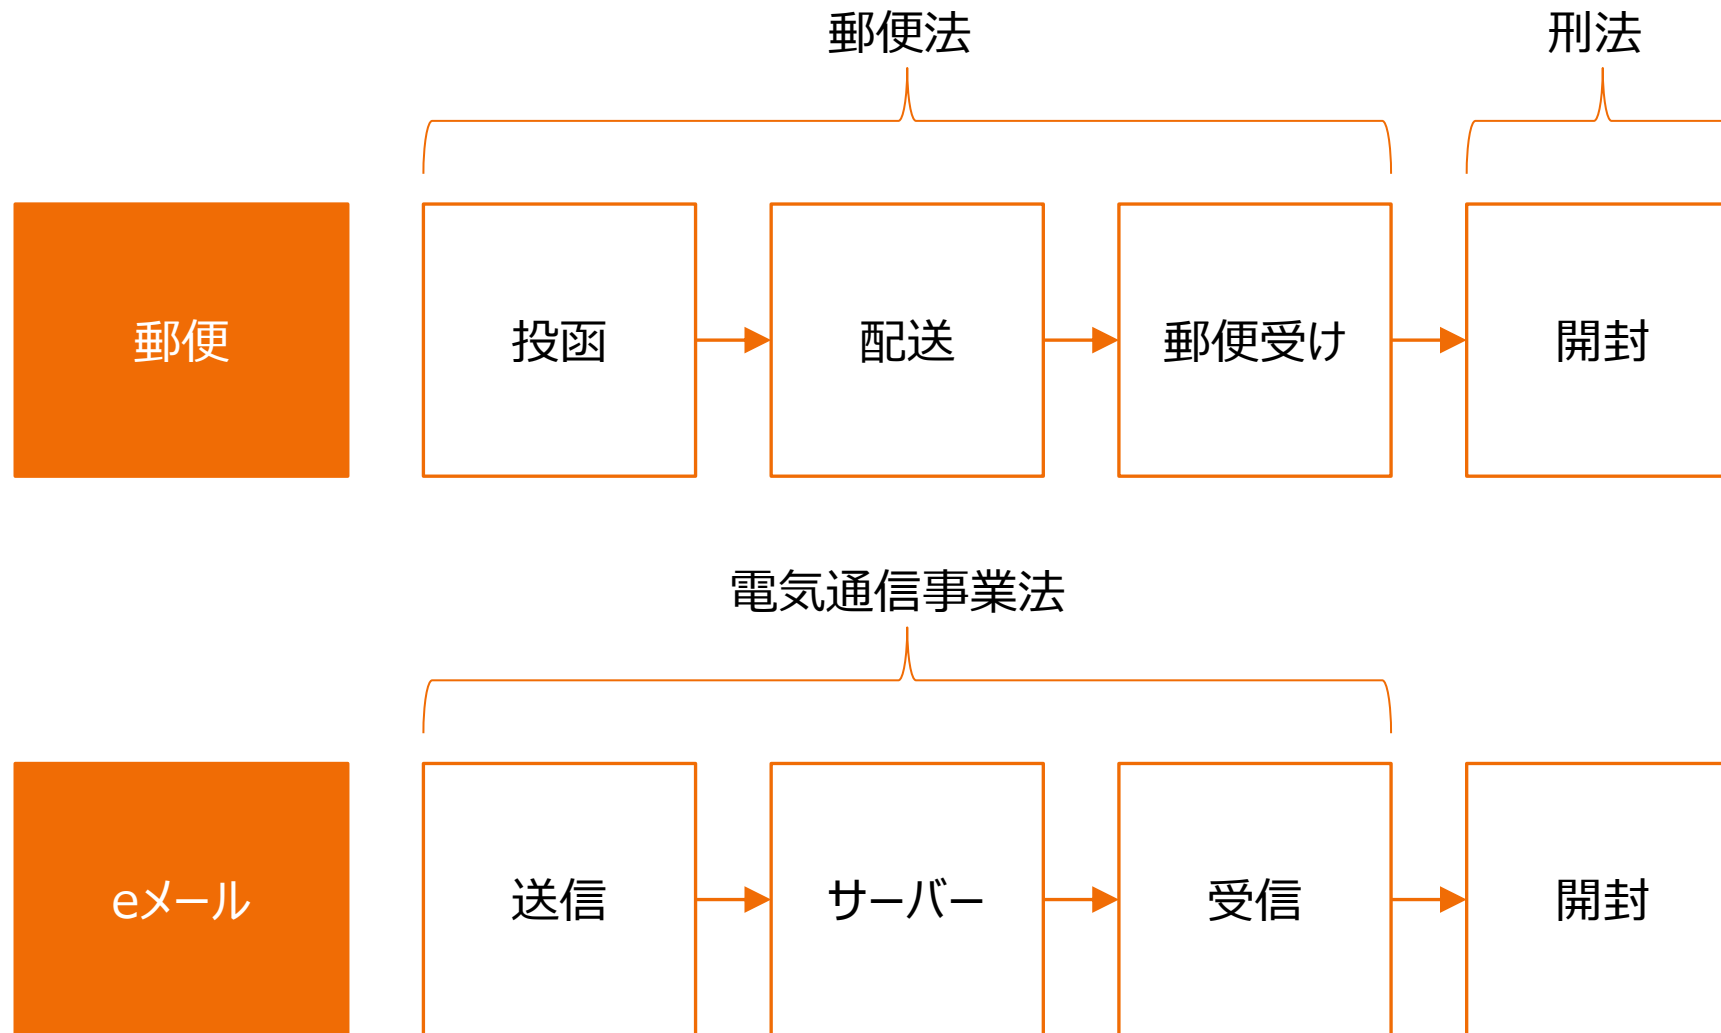 郵便法
刑法
郵便
投函
配送
郵便受け
開封
電気通信事業法
eメール
送信
サーバー
受信
開封